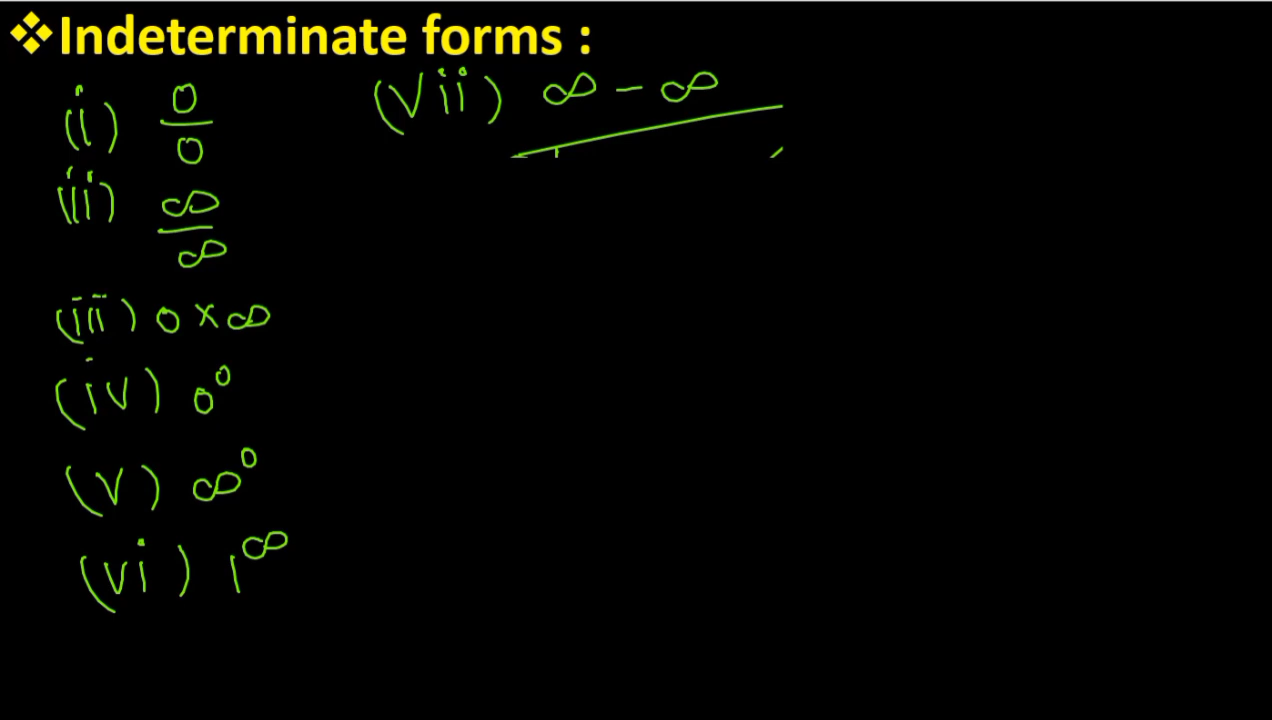 ❖Indeterminate forms :
(i) 0/0
(ii) ∞/∞
(iii) 0 × ∞
(iv) 0⁰
(v) ∞⁰
(vi) 1^∞
(vii) ∞ - ∞